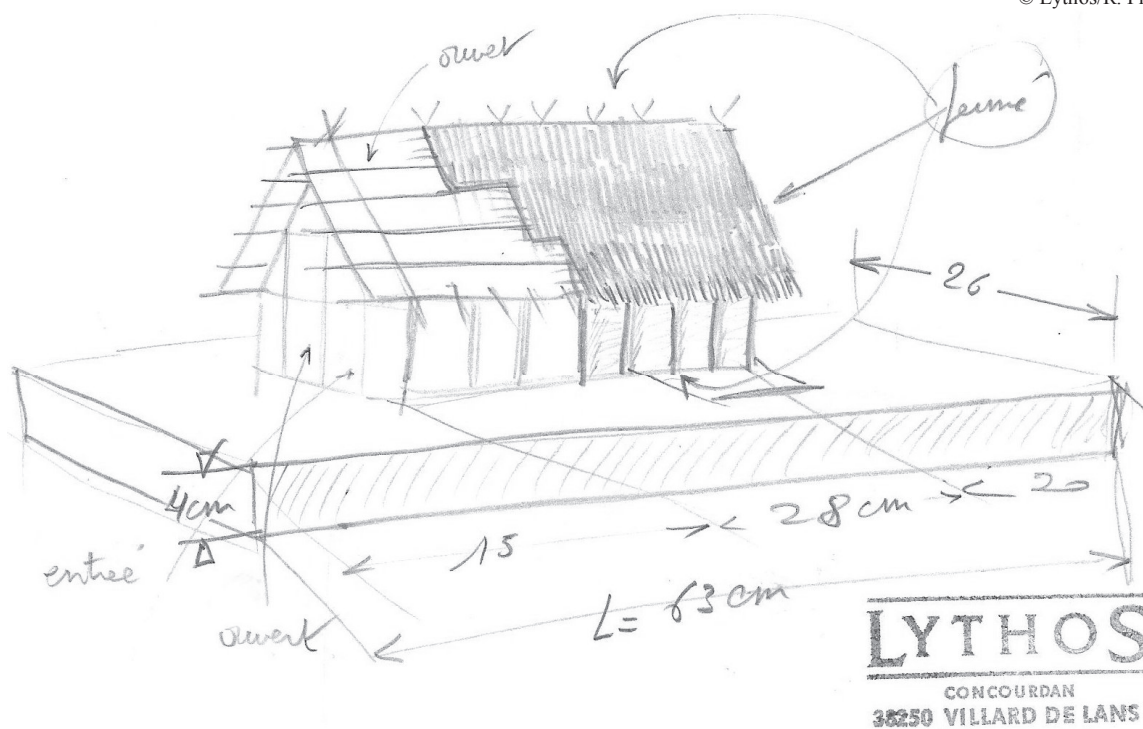 © Lythos/R. Pi
ouvert
fermé
26
4cm
entrée
ouvert
15
28 cm
20
L= 63 cm
LYTHOS
CONCOURDAN
38250 VILLARD DE LANS